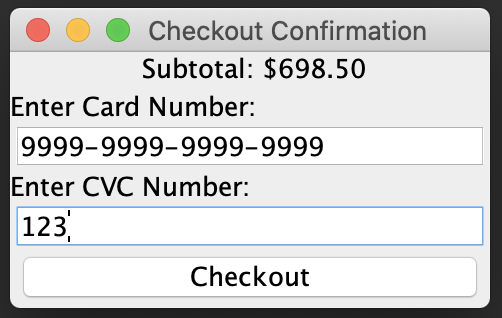 Checkout Confirmation
Subtotal: $698.50
Enter Card Number:
9999-9999-9999-9999
Enter CVC Number:
123
Checkout